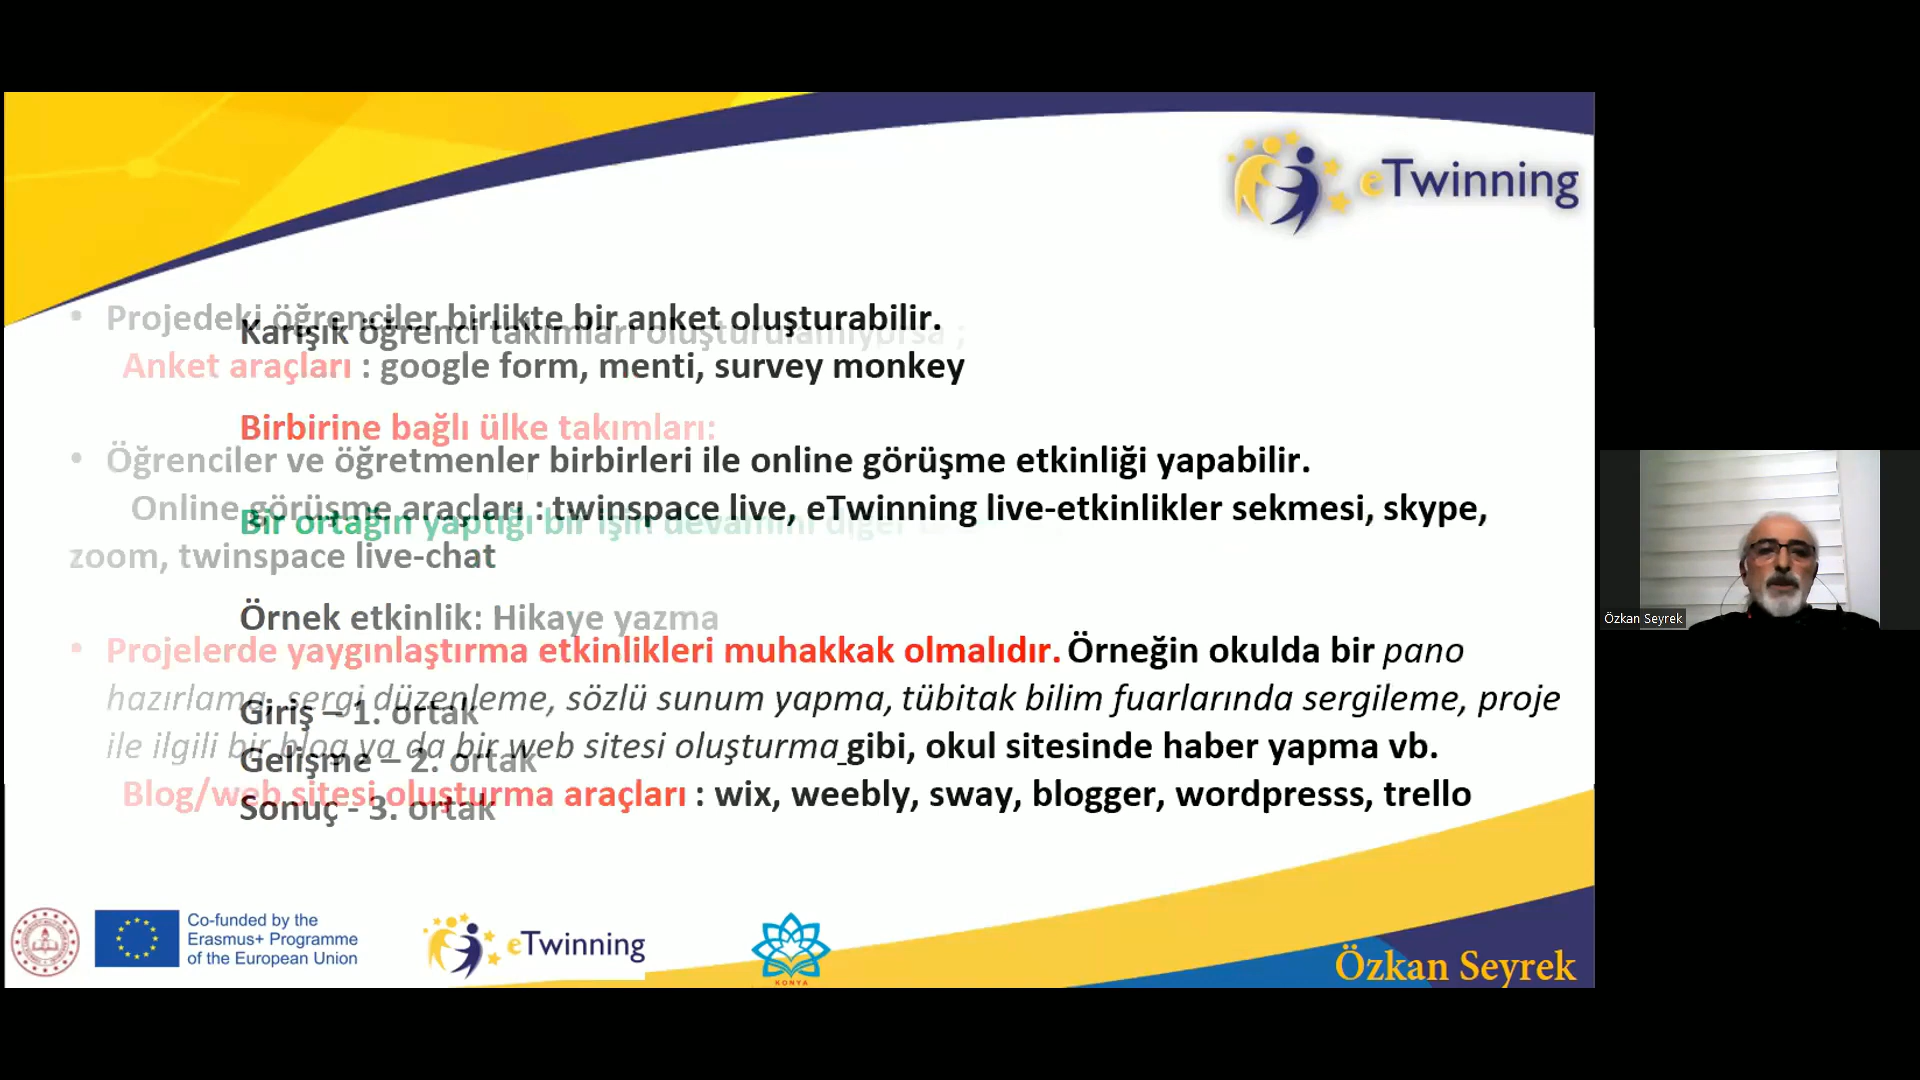 eTwinning
• Projedeki öğrenciler birlikte bir anket oluşturabilir.
Karışık öğrenci takımları oluşturulamıyorsa ;
Anket araçları : google form, menti, survey monkey
Birbirine bağlı ülke takımları:
• Öğrenciler ve öğretmenler birbirleri ile online görüşme etkinliği yapabilir.
Online görüşme araçları : twinspace live, eTwinning live-etkinlikler sekmesi, skype,
Bir ortağın yaptığı bir işin devamını diğer
zoom, twinspace live-chat
Örnek etkinlik: Hikaye yazma
• Projelerde yaygınlaştırma etkinlikleri muhakkak olmalıdır. Örneğin okulda bir pano
hazırlama, sergi düzenleme, sözlü sunum yapma, tübitak bilim fuarlarında sergileme, proje
Giriş – 1. ortak
ile ilgili bir blog ya da bir web sitesi oluşturma gibi, okul sitesinde haber yapma vb.
Gelişme – 2. ortak
Blog/web sitesi oluşturma araçları : wix, weebly, sway, blogger, wordpresss, trello
Sonuç - 3. ortak
Özkan Seyrek
Co-funded by the
Erasmus+ Programme
of the European Union
eTwinning
KONYA
Özkan Seyrek